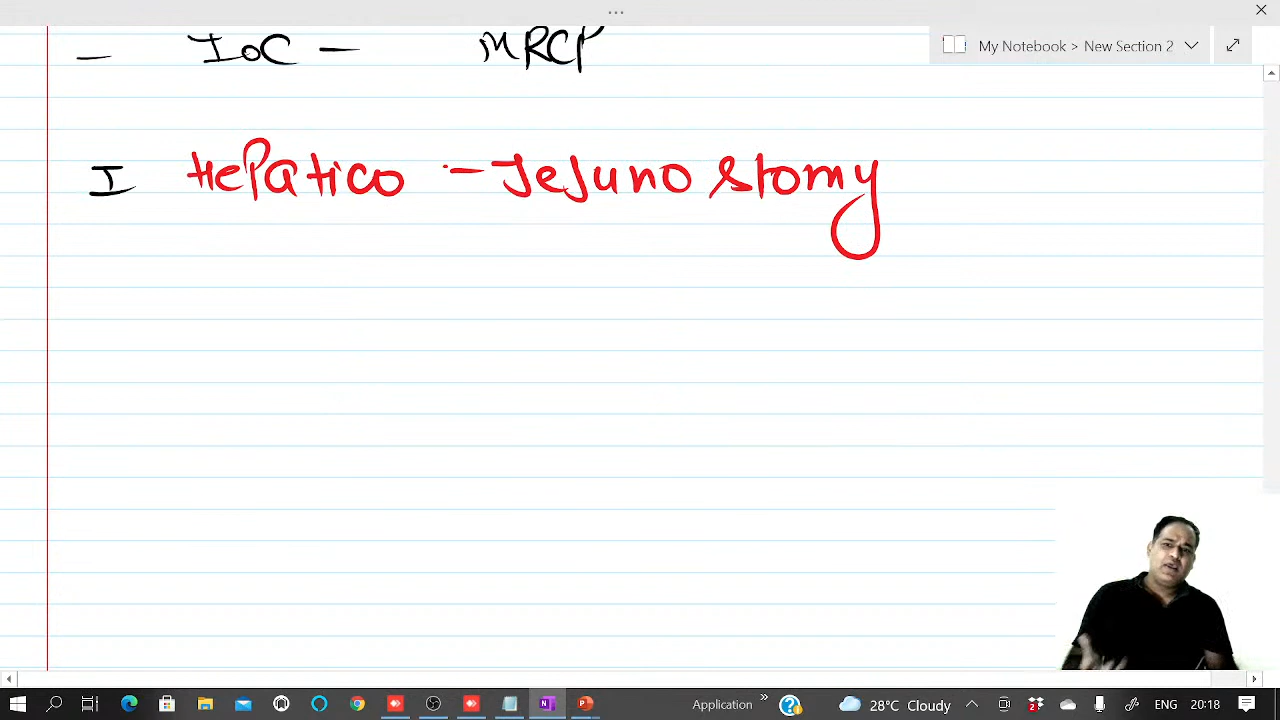 ...
My Notebook > New Section 2
- IoC - MRCP
I HePatico - JeJuno stomy
Application » 28°C Cloudy ENG 20:18